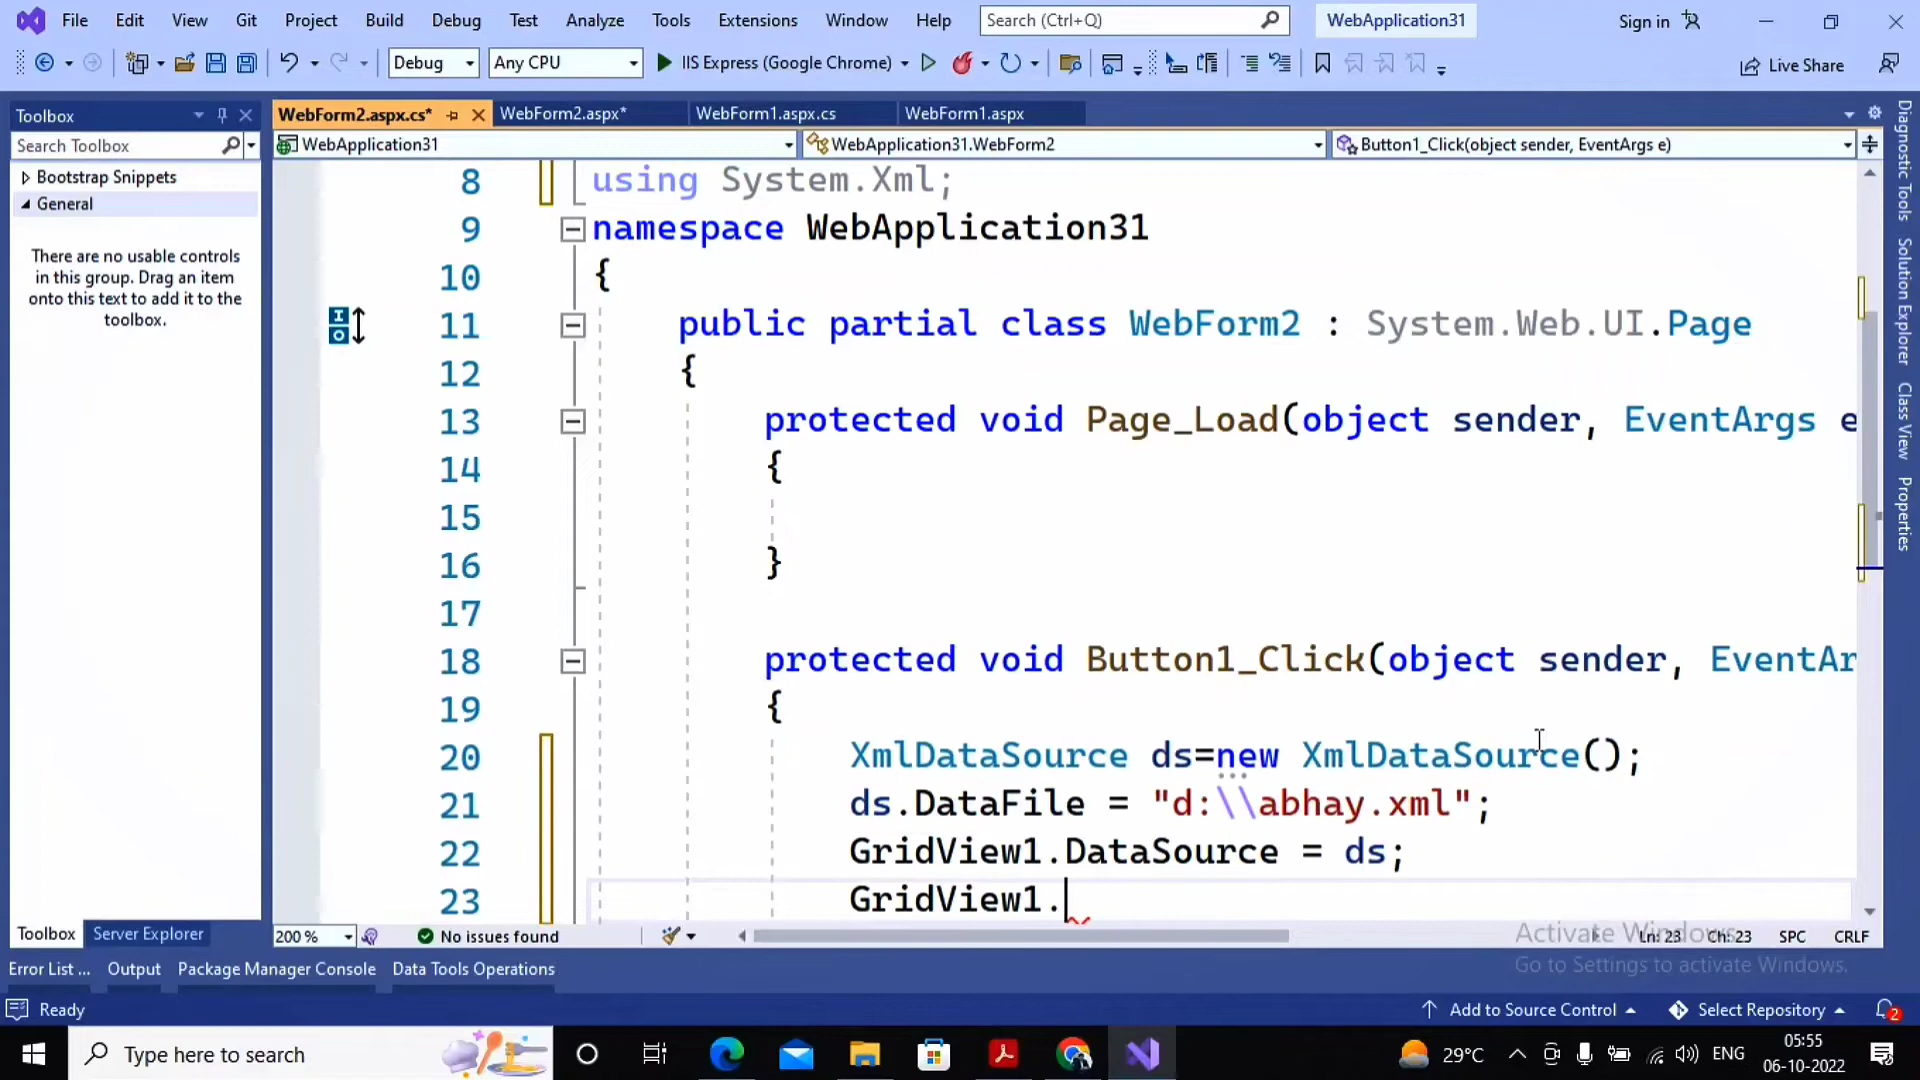 File Edit View Git Project Build Debug Test Analyze Tools Extensions Window Help Search (Ctrl+Q) WebApplication31 Sign in
Debug Any CPU IIS Express (Google Chrome) Live Share
Toolbox
WebForm2.aspx.cs* WebForm2.aspx* WebForm1.aspx.cs WebForm1.aspx
Search Toolbox
WebApplication31 WebApplication31.WebForm2 Button1_Click(object sender, EventArgs e)
Bootstrap Snippets
General
There are no usable controls
in this group. Drag an item
onto this text to add it to the
toolbox.
8 using System.Xml;
9 namespace WebApplication31
10 {
11 public partial class WebForm2 : System.Web.UI.Page
12 {
13 protected void Page_Load(object sender, EventArgs e
14 {
15
16 }
17
18 protected void Button1_Click(object sender, EventAr
19 {
20 XmlDataSource ds=new XmlDataSource();
21 ds.DataFile = "d:\\abhay.xml";
22 GridView1.DataSource = ds;
23 GridView1.
Diagnostic Tools
Solution Explorer
Class View
Properties
Toolbox Server Explorer
200 % No issues found Ln: 23 Ch: 23 SPC CRLF
Activate Windows
Go to Settings to activate Windows.
Error List ... Output Package Manager Console Data Tools Operations
Ready Add to Source Control Select Repository 2
Type here to search 29°C ENG 05:55
06-10-2022